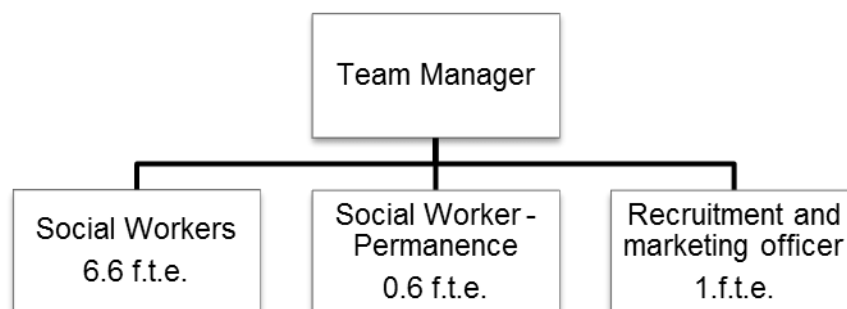 Team Manager
Social Workers
6.6 f.t.e.
Social Worker -
Permanence
0.6 f.t.e.
Recruitment and
marketing officer
1.f.t.e.